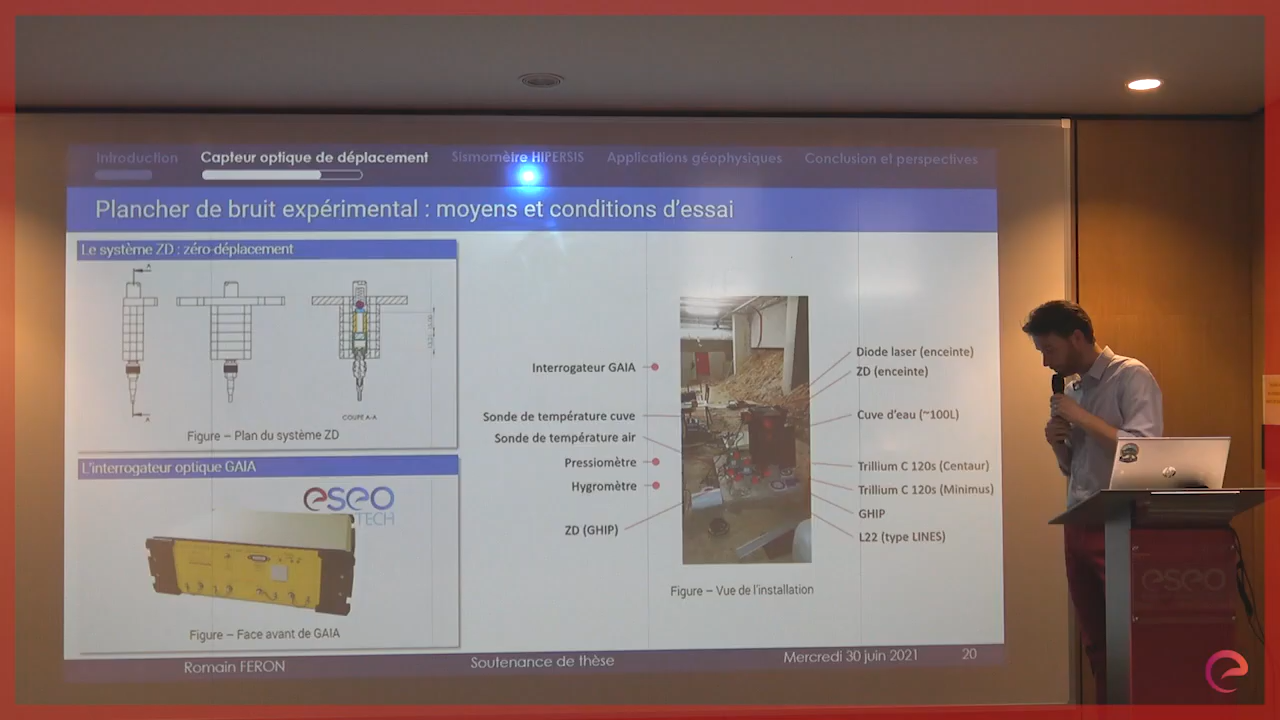 Introduction
Capteur optique de déplacement
Sismomètre HIPERSIS
Applications géophysiques
Conclusion et perspectives
Plancher de bruit expérimental : moyens et conditions d'essai
Le système ZD : zéro-déplacement
COUPE A-A
Figure – Plan du système ZD
L'interrogateur optique GAIA
eseo
TECH
Figure – Face avant de GAIA
Interrogateur GAIA
Sonde de température cuve
Sonde de température air
Pressiomètre
Hygromètre
ZD (GHIP)
Diode laser (enceinte)
ZD (enceinte)
Cuve d'eau (~100L)
Trillium C 120s (Centaur)
Trillium C 120s (Minimus)
GHIP
L22 (type LINES)
Figure – Vue de l'installation
Romain FERON
Soutenance de thèse
Mercredi 30 juin 2021
20
hp
eseo